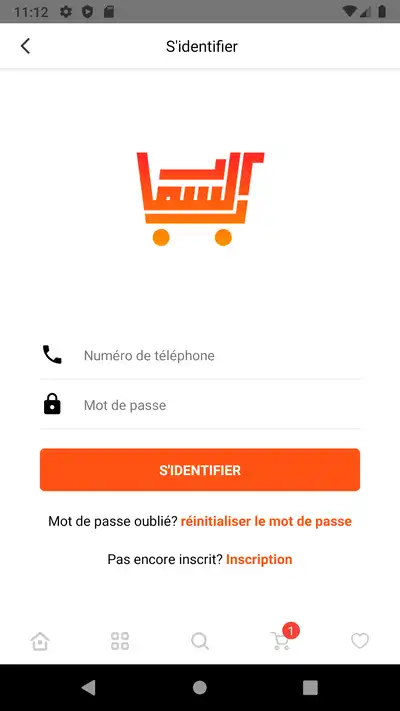 11:12
S'identifier
Numéro de téléphone
Mot de passe
S'IDENTIFIER
Mot de passe oublié? réinitialiser le mot de passe
Pas encore inscrit? Inscription
1